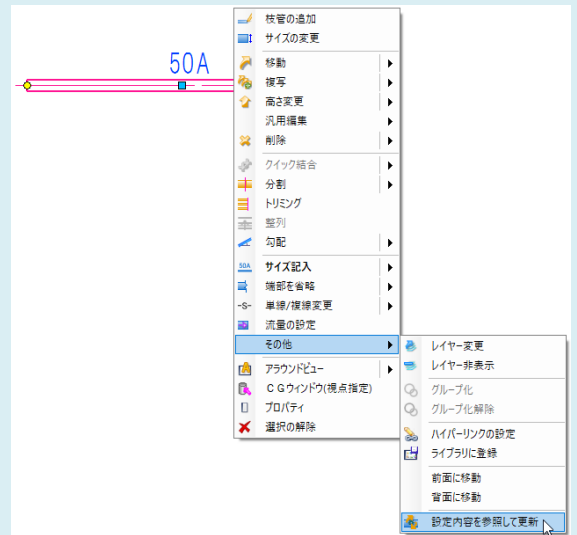 50A
枝管の追加
サイズの変更
移動
複写
高さ変更
汎用編集
削除
クイック結合
分割
トリミング
整列
勾配
50A サイズ記入
端部を省略
-S- 単線/複線変更
流量の設定
その他
アラウンドビュー
CGウィンドウ(視点指定)
プロパティ
選択の解除
レイヤー変更
レイヤー非表示
グループ化
グループ化解除
ハイパーリンクの設定
ライブラリに登録
前面に移動
背面に移動
設定内容を参照して更新